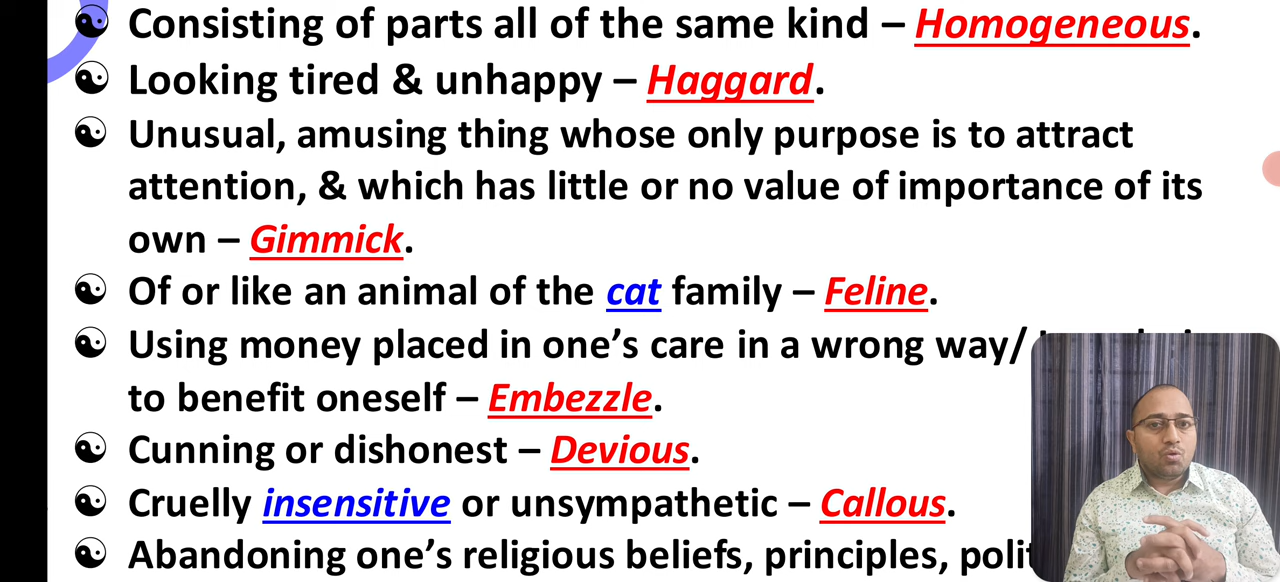 Consisting of parts all of the same kind – Homogeneous.
Looking tired & unhappy – Haggard.
Unusual, amusing thing whose only purpose is to attract
attention, & which has little or no value of importance of its
own – Gimmick.
Of or like an animal of the cat family – Feline.
Using money placed in one's care in a wrong way/
to benefit oneself – Embezzle.
Cunning or dishonest – Devious.
Cruelly insensitive or unsympathetic – Callous.
Abandoning one's religious beliefs, principles,